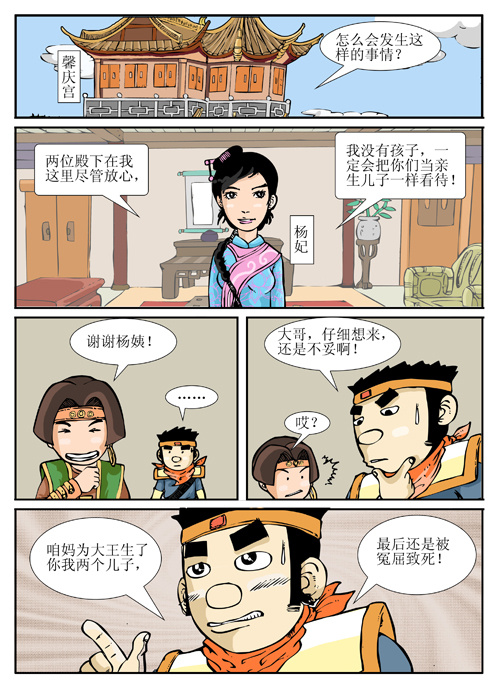 馨庆宫
怎么会发生这
样的事情？
两位殿下在我
这里尽管放心，
我没有孩子，一
定会把你们当亲
生儿子一样看待！
杨妃
谢谢杨姨！
……
大哥，仔细想来，
还是不妥啊！
哎？
咱妈为大王生了
你我两个儿子，
最后还是被
冤屈致死！